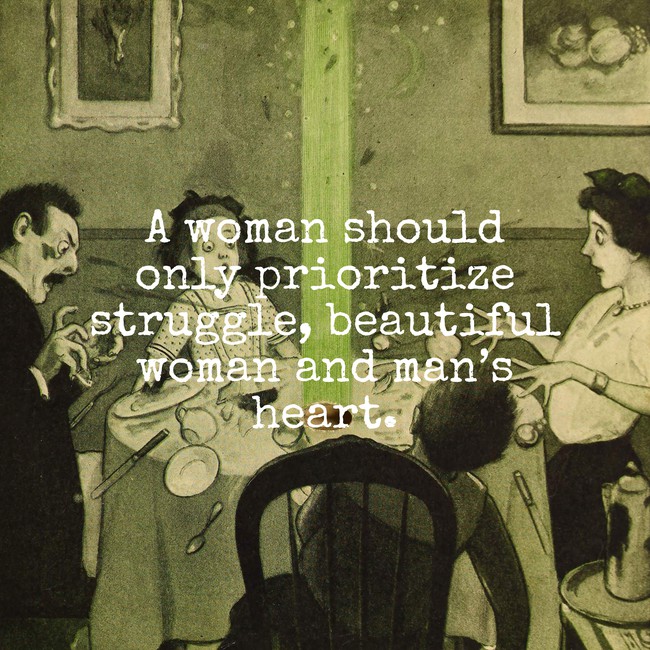 A woman should
only prioritize
struggle, beautiful
woman and man’s
heart.